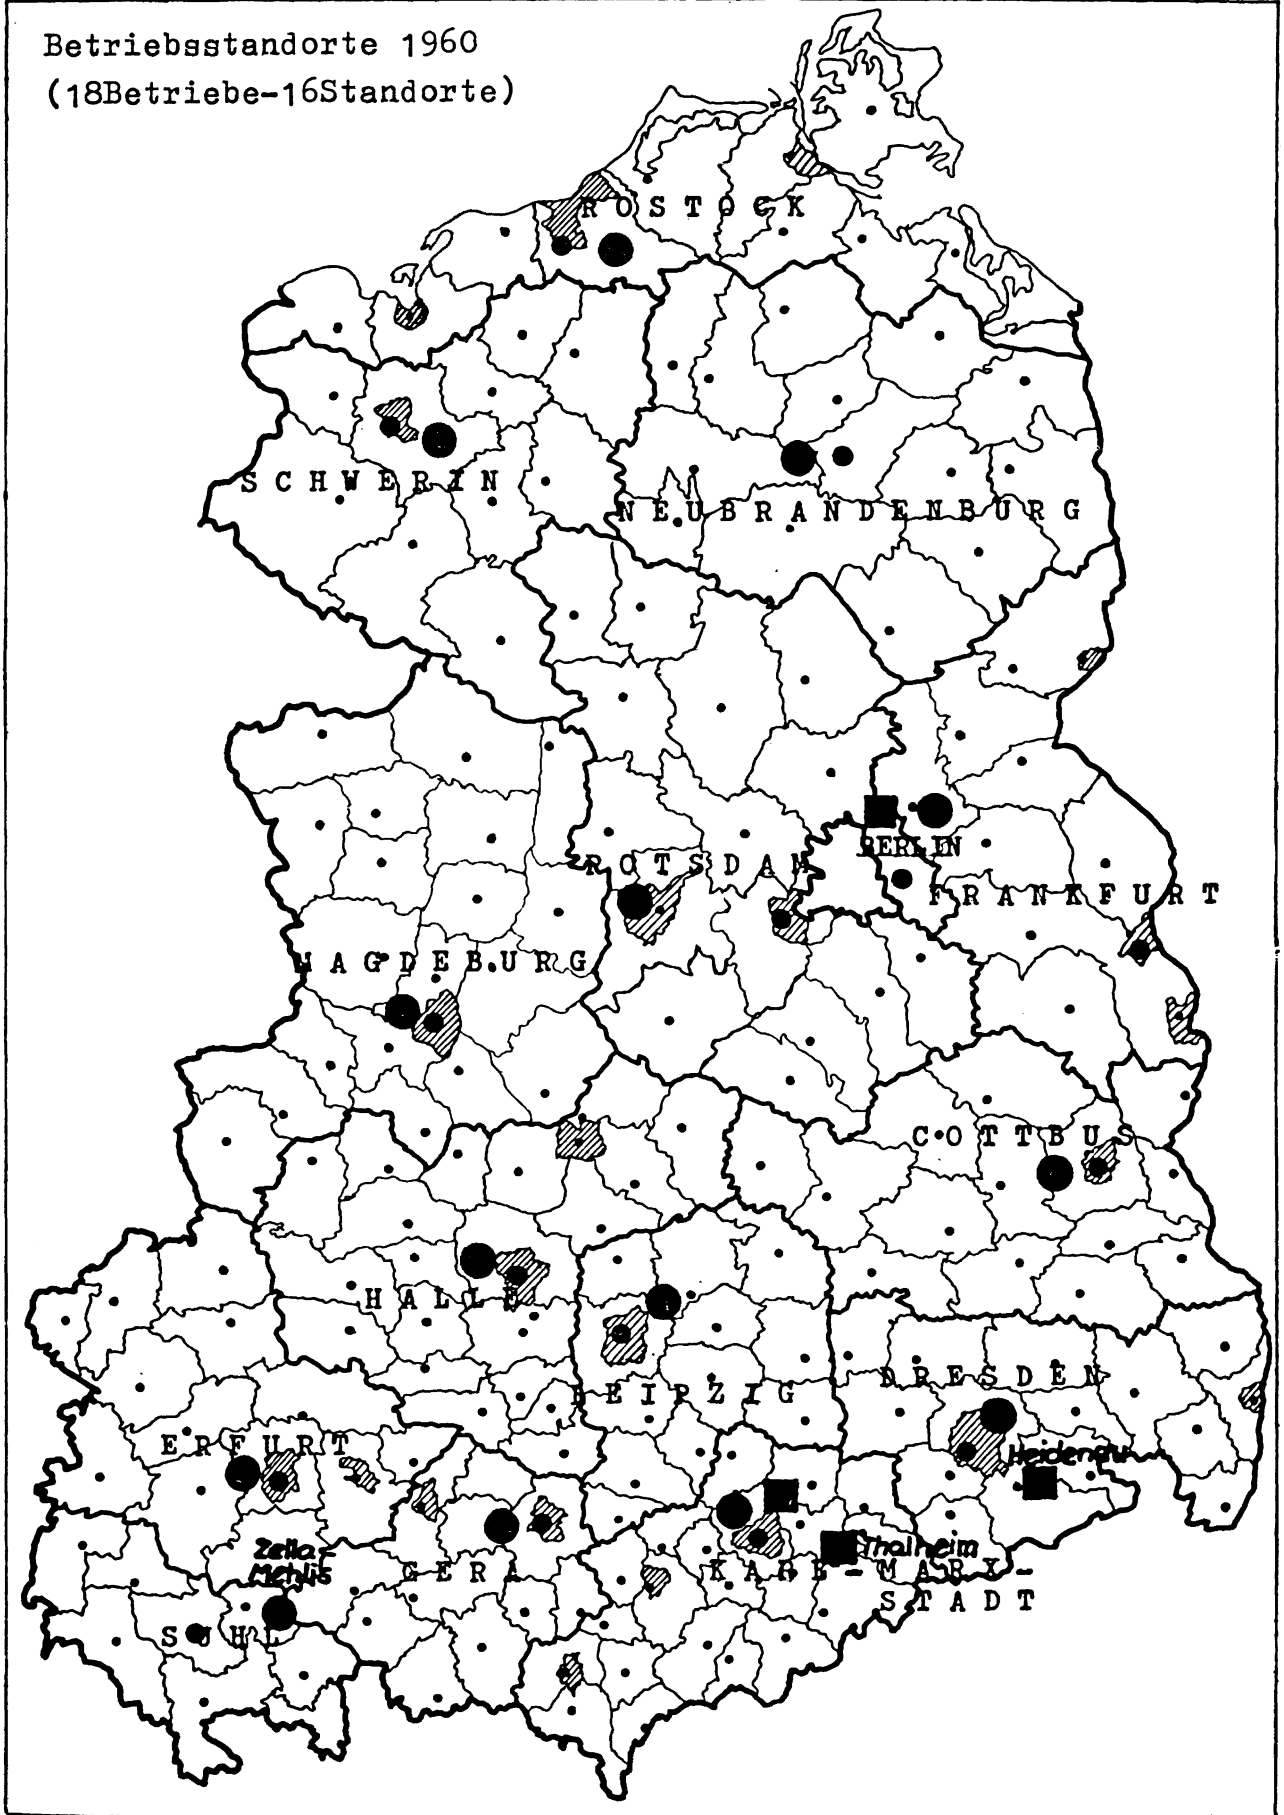 Betriebsstandorte 1960
(18Betriebe-16Standorte)
ROSTOCK
SCHWERIN
NEUBRANDENBURG
BERLIN
ROTSDAM
FRANKFURT
MAGDEBURG
COTTBUS
HALLE
LEIPZIG
DRESDEN
ERFURT
Heidenau
Zella-
Mehlis
GERA
Thalheim
KARL-MARX-
STADT
SUHL